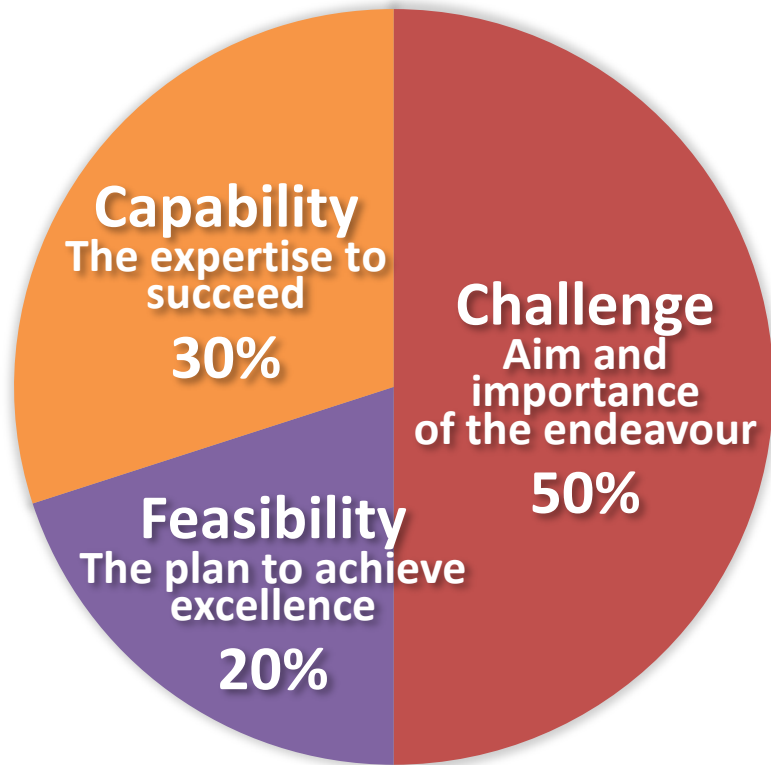 Capability
The expertise to
succeed
30%
Challenge
Aim and
importance
of the endeavour
50%
Feasibility
The plan to achieve
excellence
20%